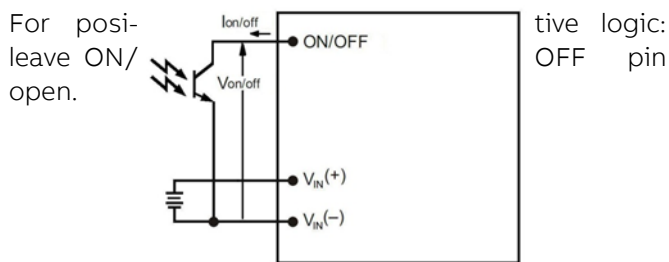 For posi-tive logic:
leave ON/OFF pin
open.
Ion/off
ON/OFF
Von/off
VIN(+)
VIN(–)